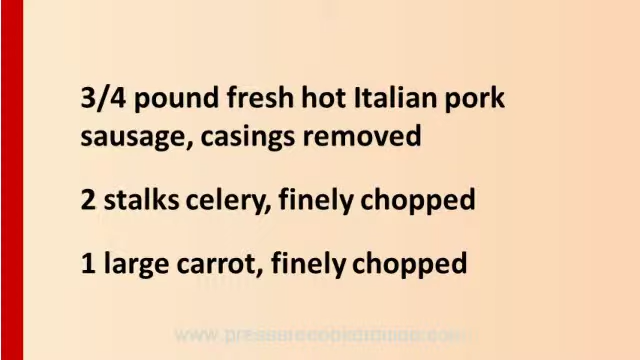 3/4 pound fresh hot Italian pork
sausage, casings removed
2 stalks celery, finely chopped
1 large carrot, finely chopped